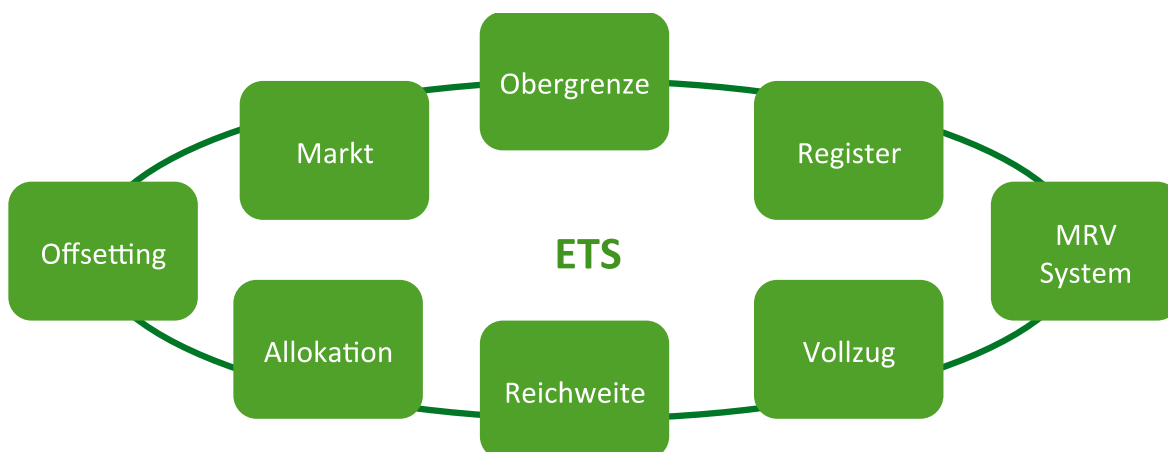 Obergrenze
Markt
Register
Offsetting
ETS
MRV
System
Allokation
Reichweite
Vollzug